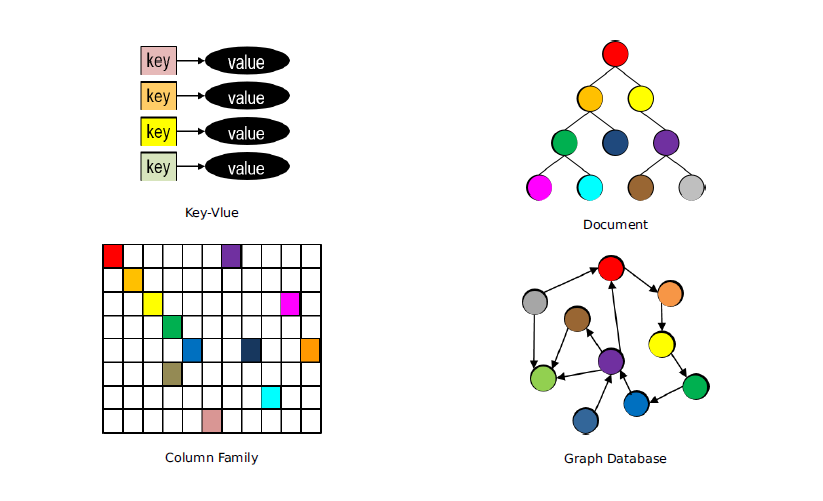 key value
key value
key value
key value
Key-Vlue
Document
Column Family
Graph Database